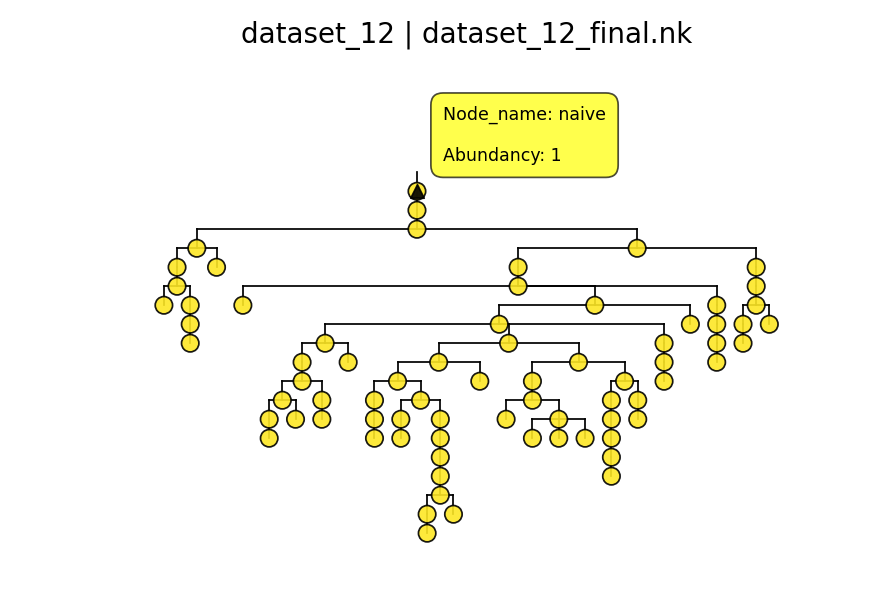 dataset_12 | dataset_12_final.nk
Node_name: naive
Abundancy: 1